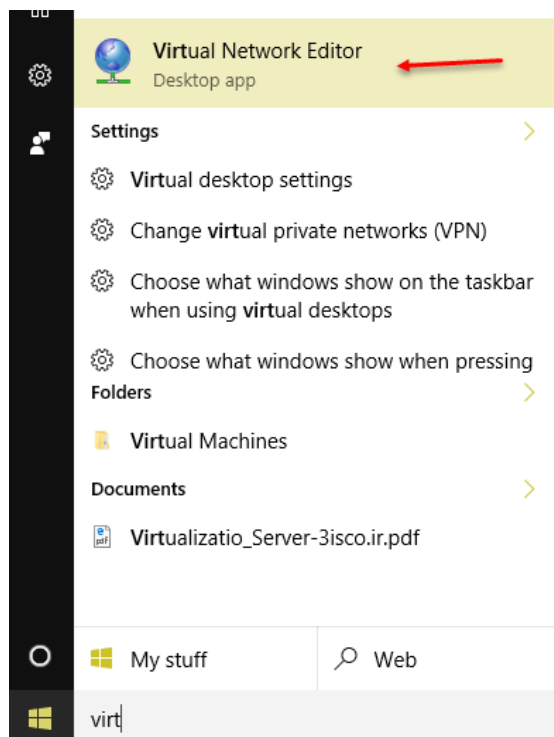 Virtual Network Editor
Desktop app
Settings
Virtual desktop settings
Change virtual private networks (VPN)
Choose what windows show on the taskbar
when using virtual desktops
Choose what windows show when pressing
Folders
Virtual Machines
Documents
Virtualizatio_Server-3isco.ir.pdf
My stuff
Web
virt